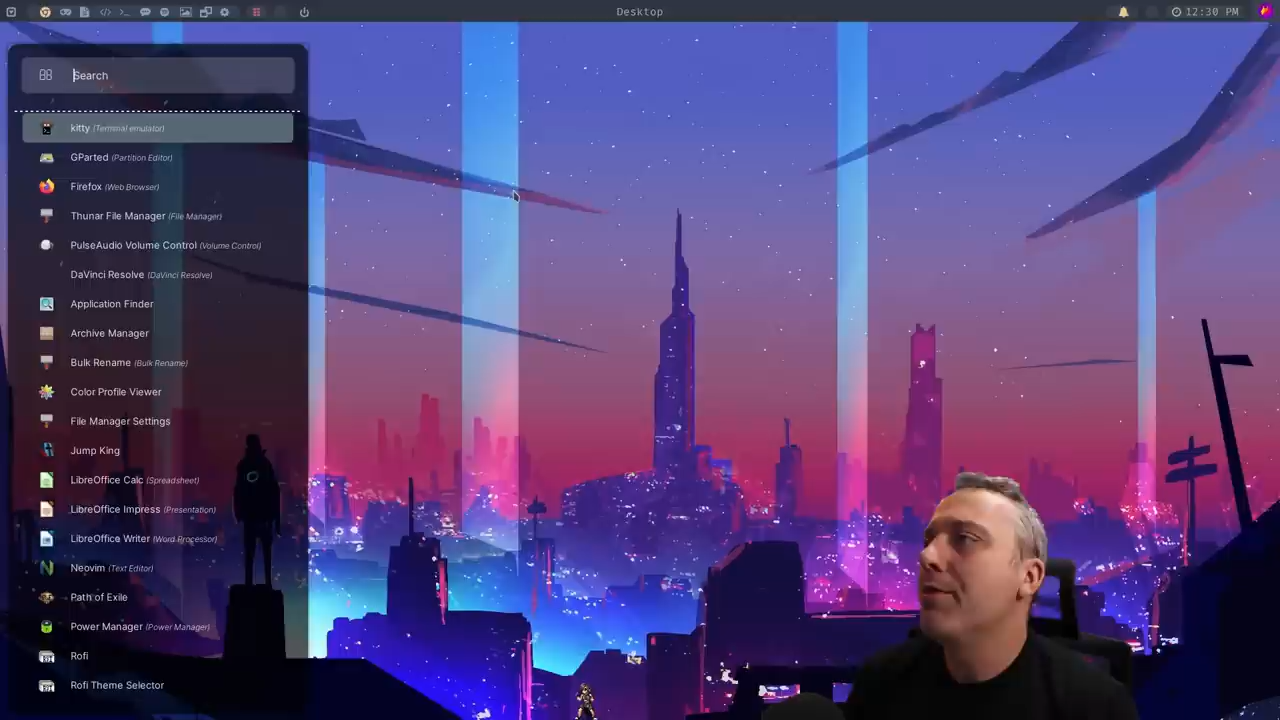 Desktop
12:30 PM
Search
kitty (Terminal emulator)
GParted (Partition Editor)
Firefox (Web Browser)
Thunar File Manager (File Manager)
PulseAudio Volume Control (Volume Control)
DaVinci Resolve (DaVinci Resolve)
Application Finder
Archive Manager
Bulk Rename (Bulk Rename)
Color Profile Viewer
File Manager Settings
Jump King
LibreOffice Calc (Spreadsheet)
LibreOffice Impress (Presentation)
LibreOffice Writer (Word Processor)
Neovim (Text Editor)
Path of Exile
Power Manager (Power Manager)
Rofi
Rofi Theme Selector